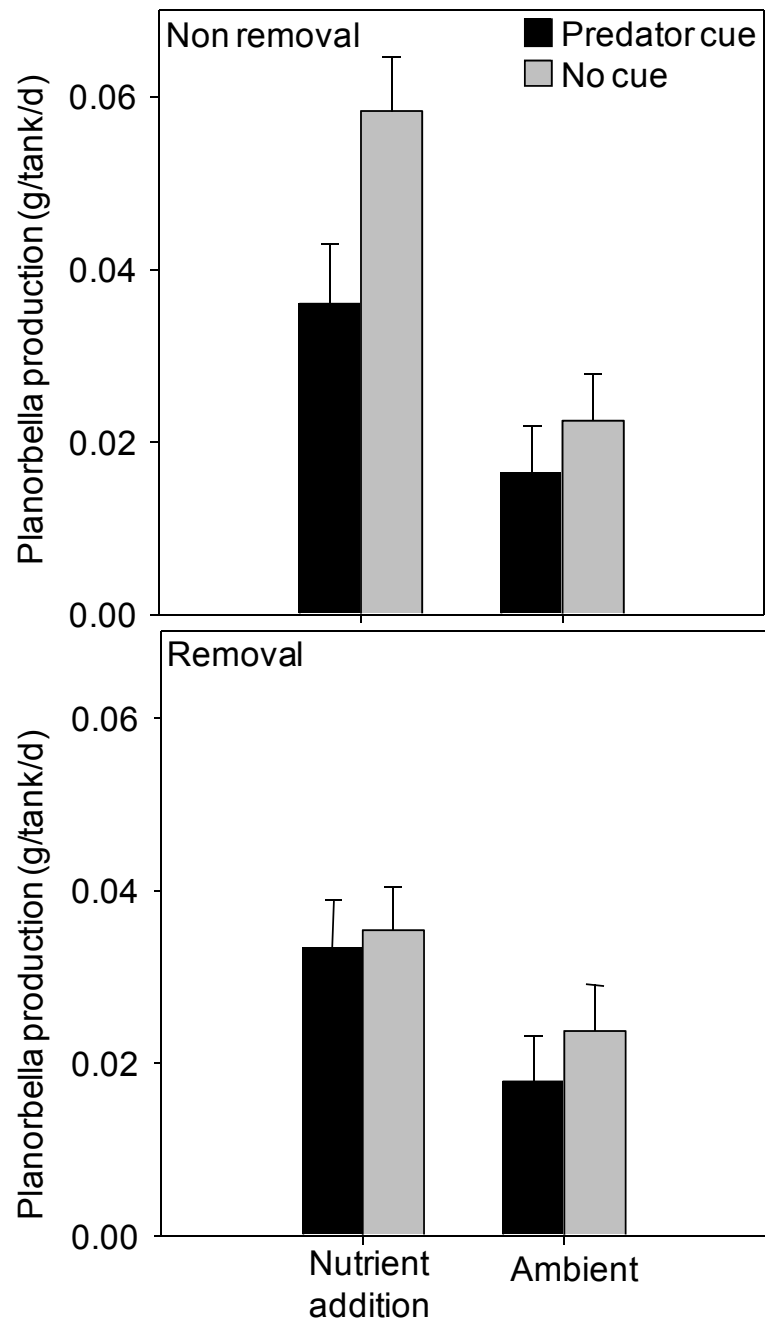 Non removal
Predator cue
No cue
Planorbella production (g/tank/d)
0.06
0.04
0.02
0.00
Removal
Planorbella production (g/tank/d)
0.06
0.04
0.02
0.00
Nutrient
addition
Ambient